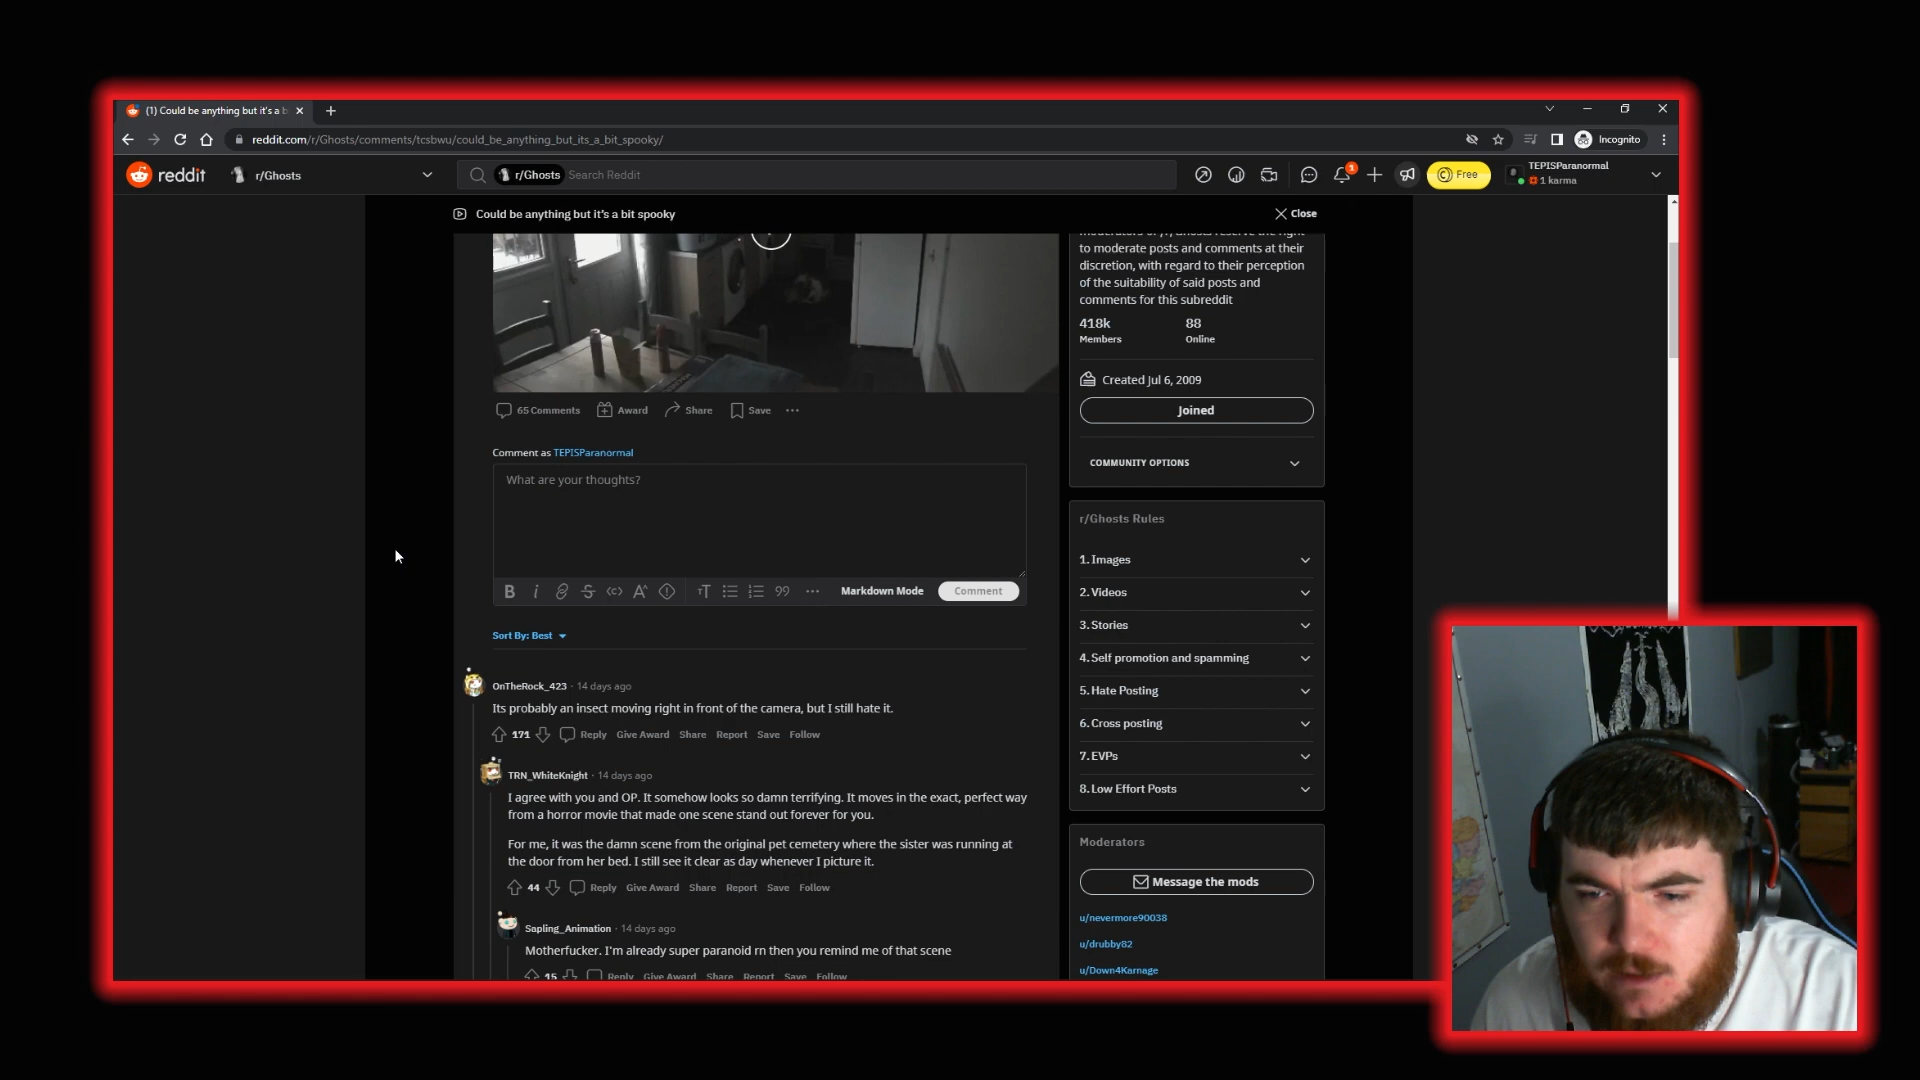 (1) Could be anything but it's a b
reddit.com/r/Ghosts/comments/tcsbwu/could_be_anything_but_its_a_bit_spooky/
Incognito
reddit
r/Ghosts
r/Ghosts Search Reddit
1
Free
TEPISParanormal
1 karma
Could be anything but it's a bit spooky
Close
to moderate posts and comments at their
discretion, with regard to their perception
of the suitability of said posts and
comments for this subreddit
418k
Members
88
Online
Created Jul 6, 2009
Joined
COMMUNITY OPTIONS
65 Comments Award Share Save
Comment as TEPISParanormal
What are your thoughts?
Markdown Mode Comment
Sort By: Best
OnTheRock_423 · 14 days ago
Its probably an insect moving right in front of the camera, but I still hate it.
171 Reply Give Award Share Report Save Follow
TRN_WhiteKnight · 14 days ago
I agree with you and OP. It somehow looks so damn terrifying. It moves in the exact, perfect way
from a horror movie that made one scene stand out forever for you.
For me, it was the damn scene from the original pet cemetery where the sister was running at
the door from her bed. I still see it clear as day whenever I picture it.
44 Reply Give Award Share Report Save Follow
Sapling_Animation · 14 days ago
Motherfucker. I'm already super paranoid rn then you remind me of that scene
15 Reply Give Award Share Report Save Follow
r/Ghosts Rules
1. Images
2. Videos
3. Stories
4. Self promotion and spamming
5. Hate Posting
6. Cross posting
7. EVPs
8. Low Effort Posts
Moderators
Message the mods
u/nevermore90038
u/drubby82
u/Down4Karnage